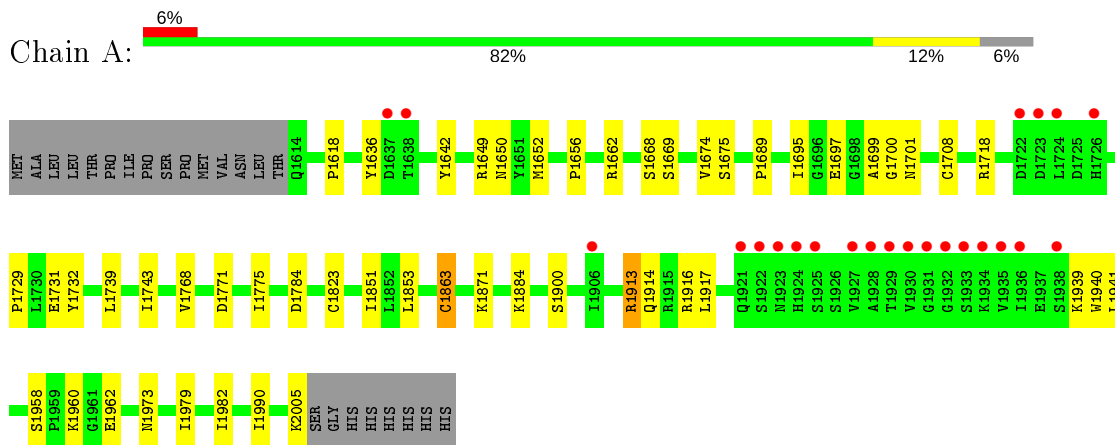 6%
Chain A:
82% 12% 6%
MET ALA LEU LEU THR PRO ILE PRO SER PRO MET VAL ASN LEU THR Q1614 P1618 Y1636 D1637 T1638 Y1642 R1649 N1650 Y1651 M1652 P1656 R1662 S1668 S1669 V1674 S1675 P1689 I1695 G1696 E1697 G1698 A1699 G1700 N1701 C1708 R1718 D1722 D1723 L1724 D1725 H1726
P1729 L1730 E1731 Y1732 L1739 I1743 V1768 D1771 I1775 D1784 C1823 I1851 L1852 L1853 C1863 K1871 K1884 S1900 I1906 R1913 Q1914 R1915 R1916 L1917 Q1921 S1922 N1923 H1924 S1925 S1926 V1927 A1928 T1929 V1930 G1931 G1932 S1933 K1934 V1935 I1936 E1937 S1938 K1939 W1940 L1941
S1958 P1959 K1960 G1961 E1962 N1973 I1979 I1982 I1990 K2005 SER GLY HIS HIS HIS HIS HIS HIS